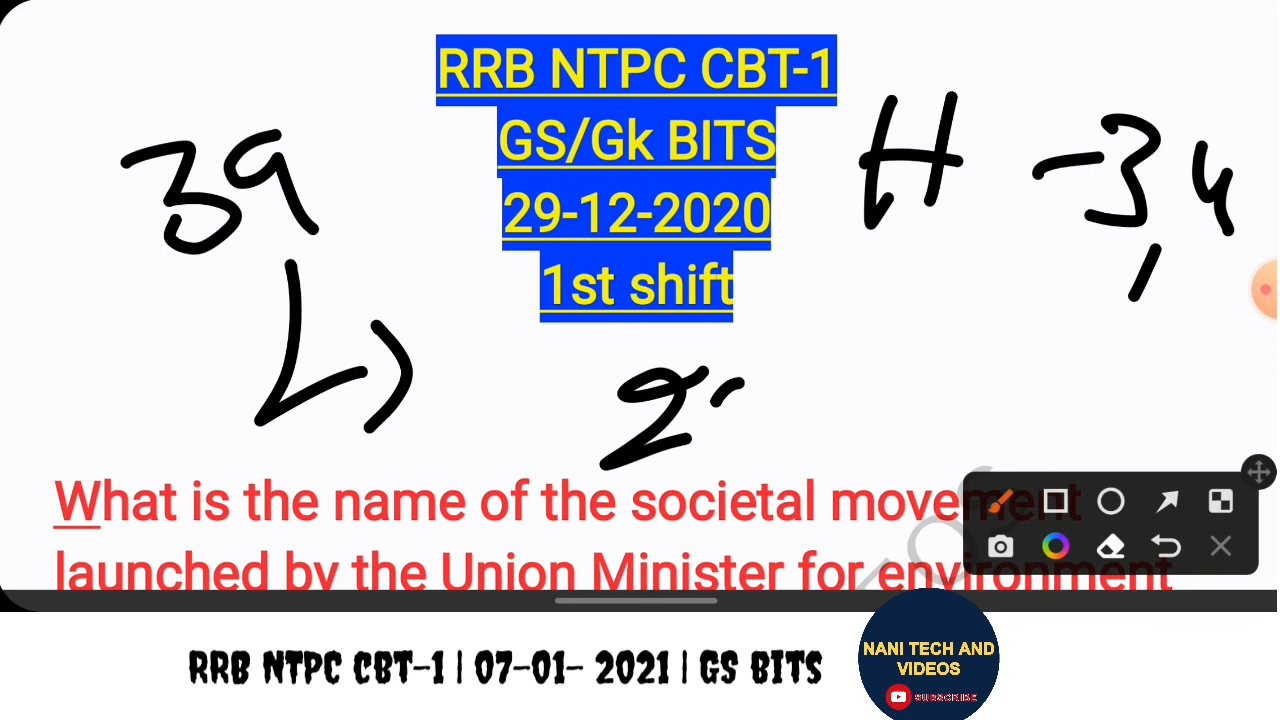 RRB NTPC CBT-1
GS/Gk BITS
29-12-2020
1st shift
39
H - 34
What is the name of the societal movement
launched by the Union Minister for environment
RRB NTPC CBT-1 | 07-01- 2021 | GS BITS
NANI TECH AND
VIDEOS
SUBSCRIBE